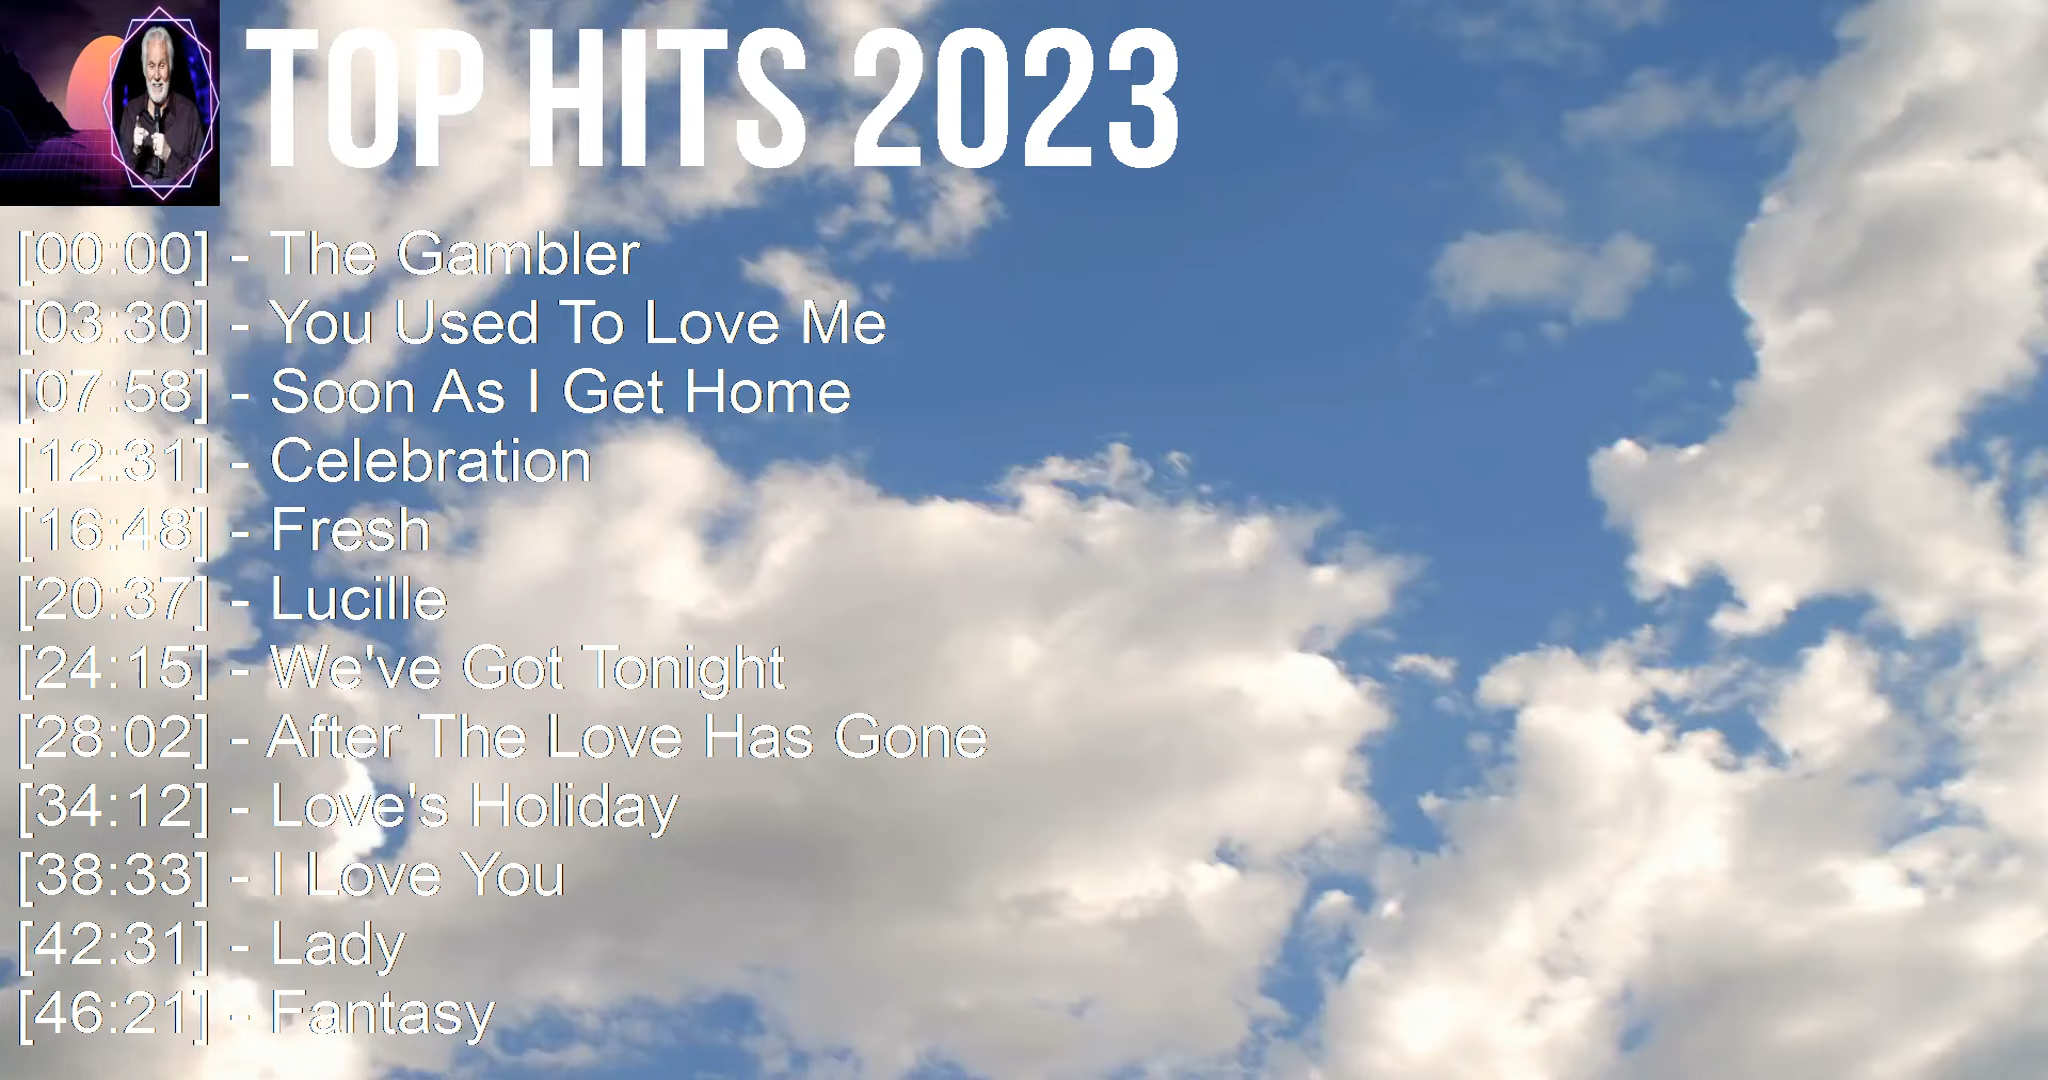 TOP HITS 2023
[00:00] - The Gambler
[03:30] - You Used To Love Me
[07:58] - Soon As I Get Home
[12:31] - Celebration
[16:48] - Fresh
[20:37] - Lucille
[24:15] - We've Got Tonight
[28:02] - After The Love Has Gone
[34:12] - Love's Holiday
[38:33] - I Love You
[42:31] - Lady
[46:21] - Fantasy